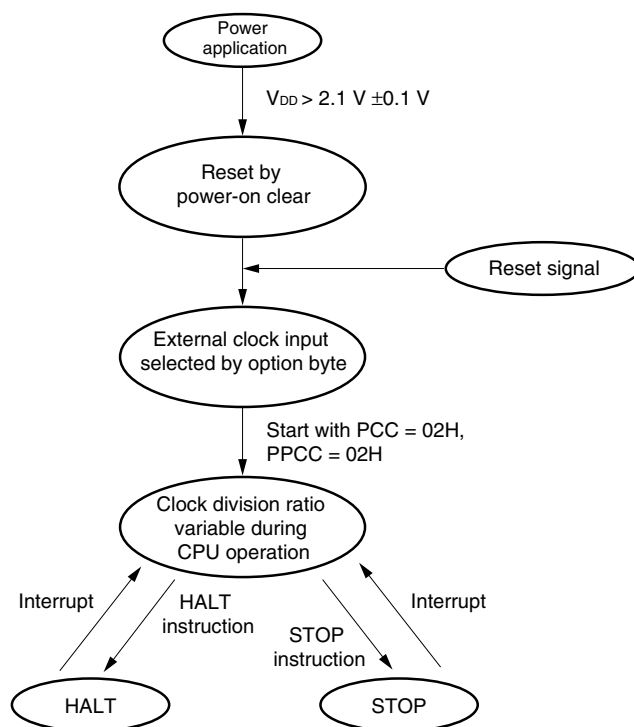 Power
application
VDD > 2.1 V ±0.1 V
Reset by
power-on clear
Reset signal
External clock input
selected by option byte
Start with PCC = 02H,
PPCC = 02H
Clock division ratio
variable during
CPU operation
Interrupt
HALT
instruction
STOP
instruction
Interrupt
HALT
STOP